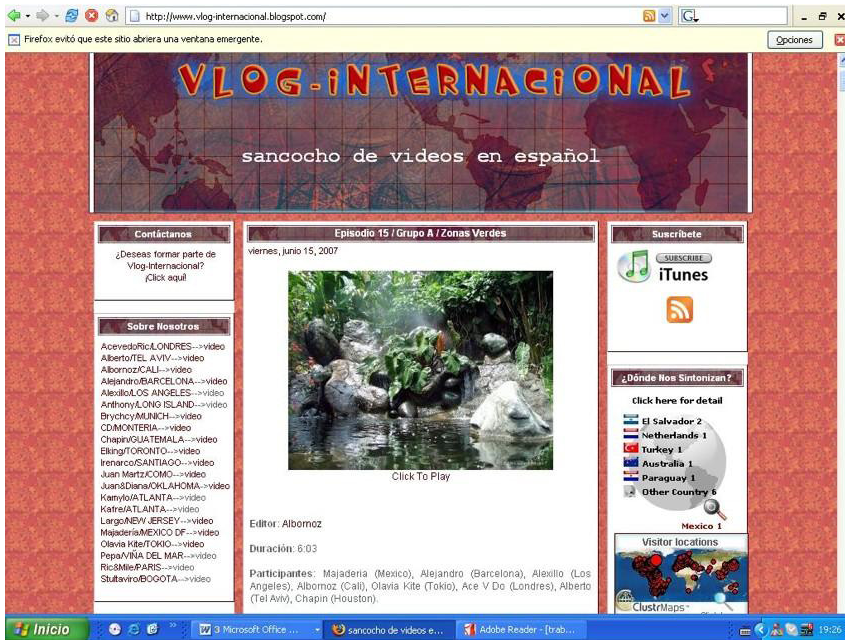 http://www.vlog-internacional.blogspot.com/
G
Firefox evitó que este sitio abriera una ventana emergente.
Opciones
VLOG-iNTERNACiONAL
sancocho de videos en español
Contáctanos
¿Deseas formar parte de
Vlog-Internacional?
¡Click aquí!
Sobre Nosotros
AcevedoRic/LONDRES-->video
Alberto/TEL AVIV-->video
Albornoz/CALI-->video
Alejandro/BARCELONA-->video
Alexillo/LOS ANGELES-->video
Anthony/LONG ISLAND-->video
Brychcy/MUNICH-->video
CD/MONTERIA-->video
Chapin/GUATEMALA-->video
Elking/TORONTO-->video
Irenarco/SANTIAGO-->video
Juan Martz/COMO-->video
Juan&Diana/OKLAHOMA->video
Kamylo/ATLANTA-->video
Kafre/ATLANTA-->video
Largo/NEW JERSEY-->video
Majadería/MEXICO DF-->video
Olavia Kite/TOKIO-->video
Pepa/VIÑA DEL MAR-->video
Ric&Mile/PARIS-->video
Stultaviro/BOGOTA-->video
Episodio 15 / Grupo A / Zonas Verdes
viernes, junio 15, 2007
Click To Play
Editor: Albornoz
Duración: 6:03
Participantes: Majaderia (Mexico), Alejandro (Barcelona), Alexillo (Los
Angeles), Albornoz (Cali), Olavia Kite (Tokio), Ace V Do (Londres), Alberto
(Tel Aviv), Chapin (Houston).
Suscríbete
SUBSCRIBE
iTunes
¿Dónde Nos Sintonizan?
Click here for detail
El Salvador 2
Netherlands 1
Turkey 1
Australia 1
Paraguay 1
Other Country 6
Mexico 1
Visitor locations
ClustrMaps
Inicio
3 Microsoft Office ...
sancocho de videos e...
Adobe Reader - [trab...
19:26